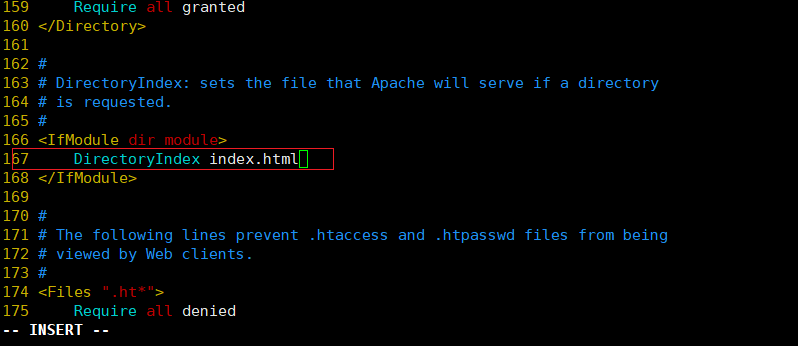 159     Require all granted
160 </Directory>
161
162 #
163 # DirectoryIndex: sets the file that Apache will serve if a directory
164 # is requested.
165 #
166 <IfModule dir_module>
167     DirectoryIndex index.html
168 </IfModule>
169
170 #
171 # The following lines prevent .htaccess and .htpasswd files from being
172 # viewed by Web clients.
173 #
174 <Files ".ht*">
175     Require all denied
-- INSERT --